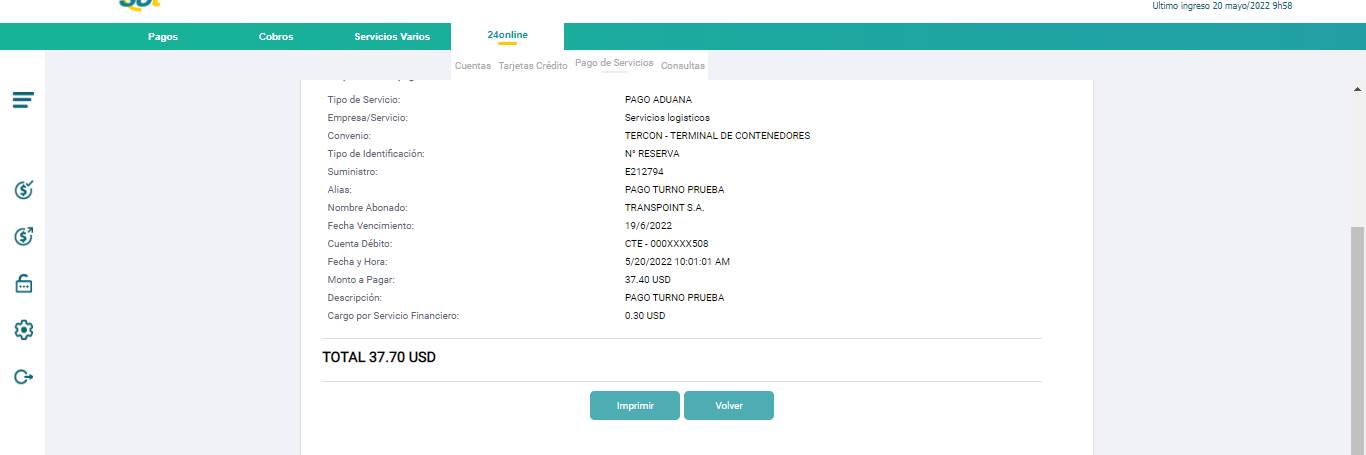 Ultimo ingreso 20 mayo/2022 9h58
Pagos Cobros Servicios Varios 24online
Cuentas Tarjetas Crédito Pago de Servicios Consultas
Tipo de Servicio: PAGO ADUANA
Empresa/Servicio: Servicios logisticos
Convenio: TERCON - TERMINAL DE CONTENEDORES
Tipo de Identificación: N° RESERVA
Suministro: E212794
Alias: PAGO TURNO PRUEBA
Nombre Abonado: TRANSPOINT S.A.
Fecha Vencimiento: 19/6/2022
Cuenta Débito: CTE - 000XXXX508
Fecha y Hora: 5/20/2022 10:01:01 AM
Monto a Pagar: 37.40 USD
Descripción: PAGO TURNO PRUEBA
Cargo por Servicio Financiero: 0.30 USD
TOTAL 37.70 USD
Imprimir Volver